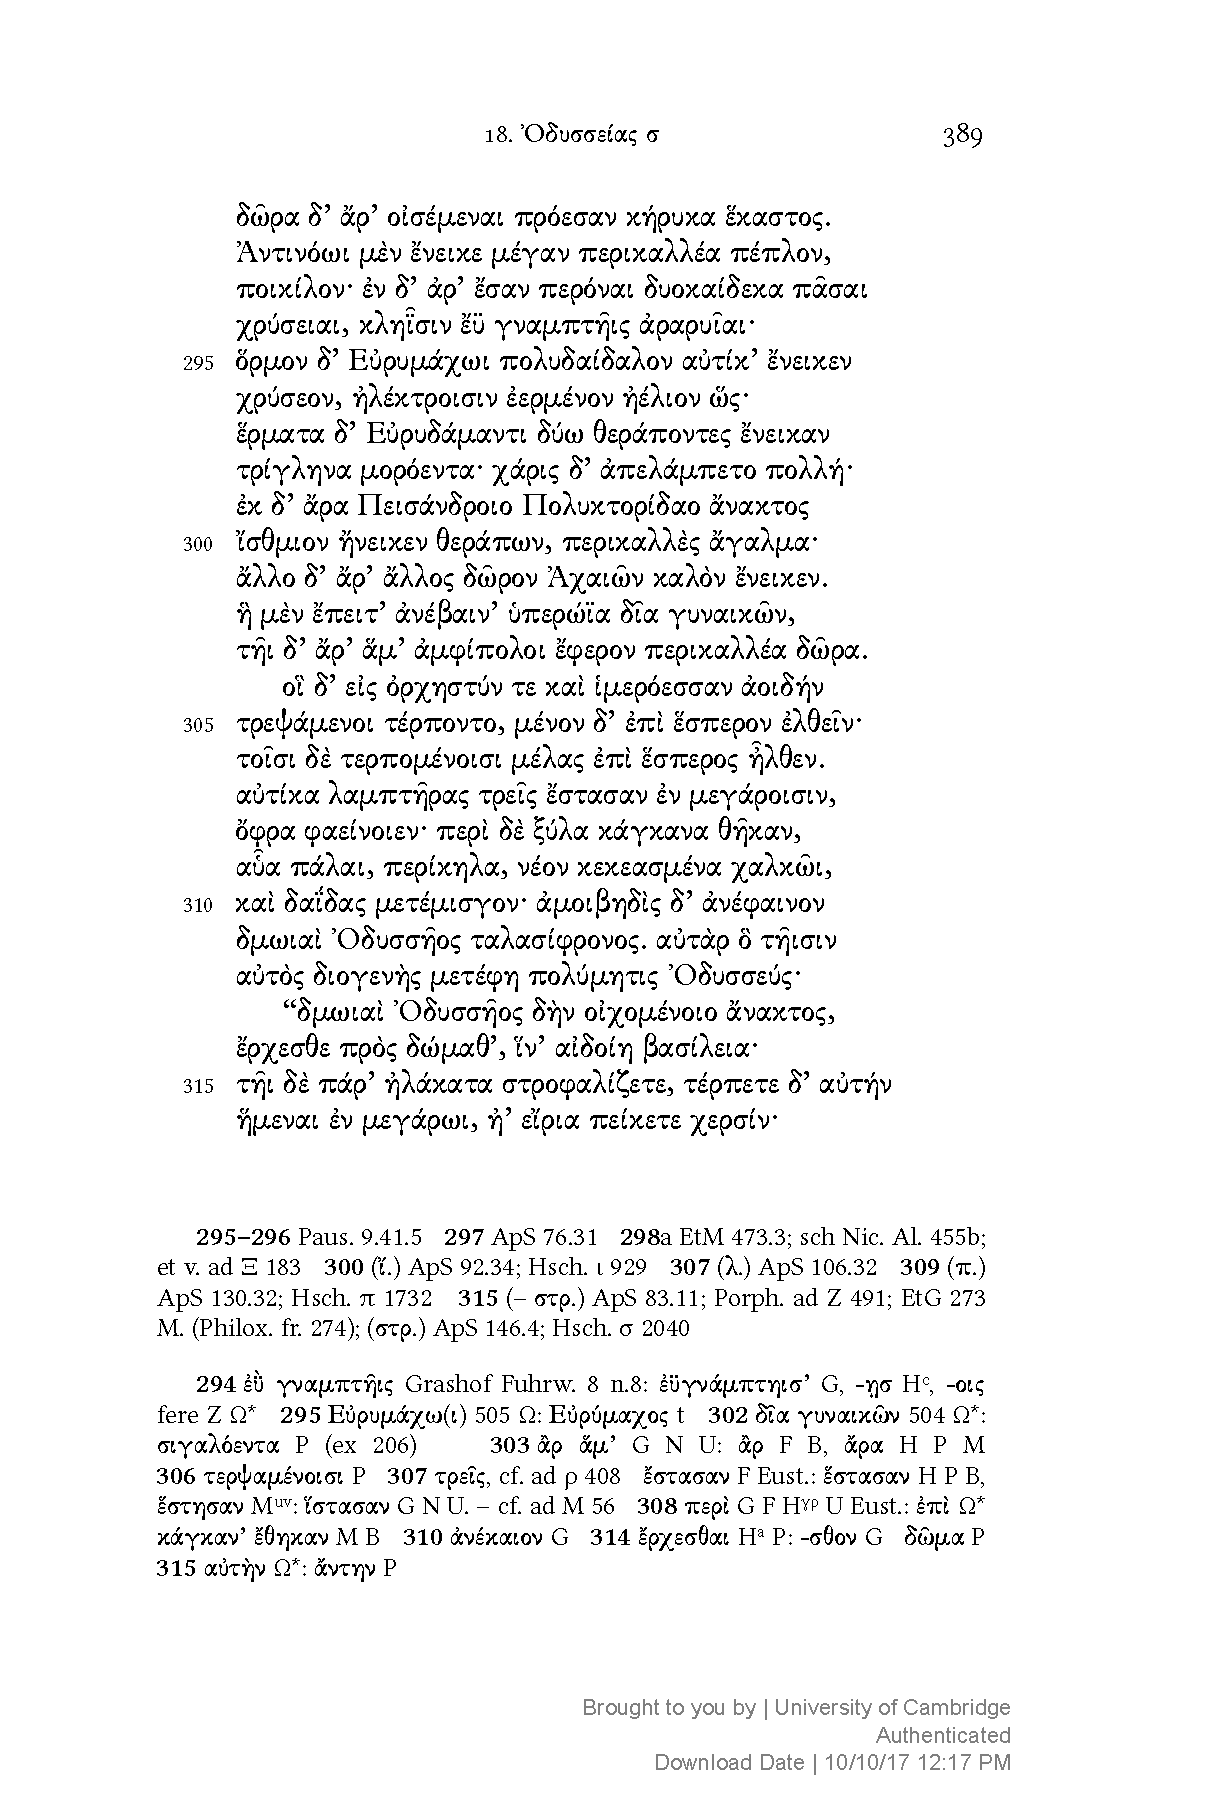 18. Ὀδυσσείας σ 389
δῶρα δ’ ἄρ’ οἰσέμεναι πρόεσαν κήρυκα ἕκαστος.
Ἀντινόωι μὲν ἔνεικε μέγαν περικαλλέα πέπλον,
ποικίλον· ἐν δ’ ἀρ’ ἔσαν περόναι δυοκαίδεκα πᾶσαι
χρύσειαι, κληῗσιν ἔϋ γναμπτῆις ἀραρυῖαι·
295 ὅρμον δ’ Εὐρυμάχωι πολυδαίδαλον αὐτίκ’ ἔνεικεν
χρύσεον, ἠλέκτροισιν ἐερμένον ἠέλιον ὥς·
ἕρματα δ’ Εὐρυδάμαντι δύω θεράποντες ἔνεικαν
τρίγληνα μορόεντα· χάρις δ’ ἀπελάμπετο πολλή·
ἐκ δ’ ἄρα Πεισάνδροιο Πολυκτορίδαο ἄνακτος
300 ἴσθμιον ἤνεικεν θεράπων, περικαλλὲς ἄγαλμα·
ἄλλο δ’ ἄρ’ ἄλλος δῶρον Ἀχαιῶν καλὸν ἔνεικεν.
ἣ μὲν ἔπειτ’ ἀνέβαιν’ ὑπερώϊα δῖα γυναικῶν,
τῆι δ’ ἄρ’ ἅμ’ ἀμφίπολοι ἔφερον περικαλλέα δῶρα.
οἳ δ’ εἰς ὀρχηστύν τε καὶ ἱμερόεσσαν ἀοιδήν
305 τρεψάμενοι τέρποντο, μένον δ’ ἐπὶ ἕσπερον ἐλθεῖν·
τοῖσι δὲ τερπομένοισι μέλας ἐπὶ ἕσπερος ἦλθεν.
αὐτίκα λαμπτῆρας τρεῖς ἔστασαν ἐν μεγάροισιν,
ὄφρα φαείνοιεν· περὶ δὲ ξύλα κάγκανα θῆκαν,
αὖα πάλαι, περίκηλα, νέον κεκεασμένα χαλκῶι,
310 καὶ δαΐδας μετέμισγον· ἀμοιβηδὶς δ’ ἀνέφαινον
δμωιαὶ Ὀδυσσῆος ταλασίφρονος. αὐτὰρ ὃ τῆισιν
αὐτὸς διογενὴς μετέφη πολύμητις Ὀδυσσεύς·
“δμωιαὶ Ὀδυσσῆος δὴν οἰχομένοιο ἄνακτος,
ἔρχεσθε πρὸς δώμαθ’, ἵν’ αἰδοίη βασίλεια·
315 τῆι δὲ πάρ’ ἠλάκατα στροφαλίζετε, τέρπετε δ’ αὐτήν
ἥμεναι ἐν μεγάρωι, ἠ’ εἴρια πείκετε χερσίν·
295–296 Paus. 9.41.5 297 ApS 76.31 298a EtM 473.3; sch Nic. Al. 455b;
et v. ad Ξ 183 300 (ἴ.) ApS 92.34; Hsch. ι 929 307 (λ.) ApS 106.32 309 (π.)
ApS 130.32; Hsch. π 1732 315 (– στρ.) ApS 83.11; Porph. ad Ζ 491; EtG 273
M. (Philox. fr. 274); (στρ.) ApS 146.4; Hsch. σ 2040
294 ἐῢ γναμπτῆις Grashof Fuhrw. 8 n.8: ἐϋγνάμπτηισ’ G, -ῃσ Hᶜ, -οις
fere Z Ω* 295 Εὐρυμάχω(ι) 505 Ω: Εὐρύμαχος t 302 δῖα γυναικῶν 504 Ω*:
σιγαλόεντα P (ex 206) 303 ἂρ ἅμ’ G N U: ἂρ F B, ἄρα H P M
306 τερψαμένοισι P 307 τρεῖς, cf. ad ρ 408 ἔστασαν F Eust.: ἕστασαν H P B,
ἕστησαν Mᵘᵛ: ἵστασαν G N U. – cf. ad M 56 308 περὶ G F Hᵞᵖ U Eust.: ἐπὶ Ω*
κάγκαν’ ἔθηκαν M B 310 ἀνέκαιον G 314 ἔρχεσθαι Hᵃ P: -σθον G δῶμα P
315 αὐτὴν Ω*: ἄντην P
Brought to you by | University of Cambridge
Authenticated
Download Date | 10/10/17 12:17 PM